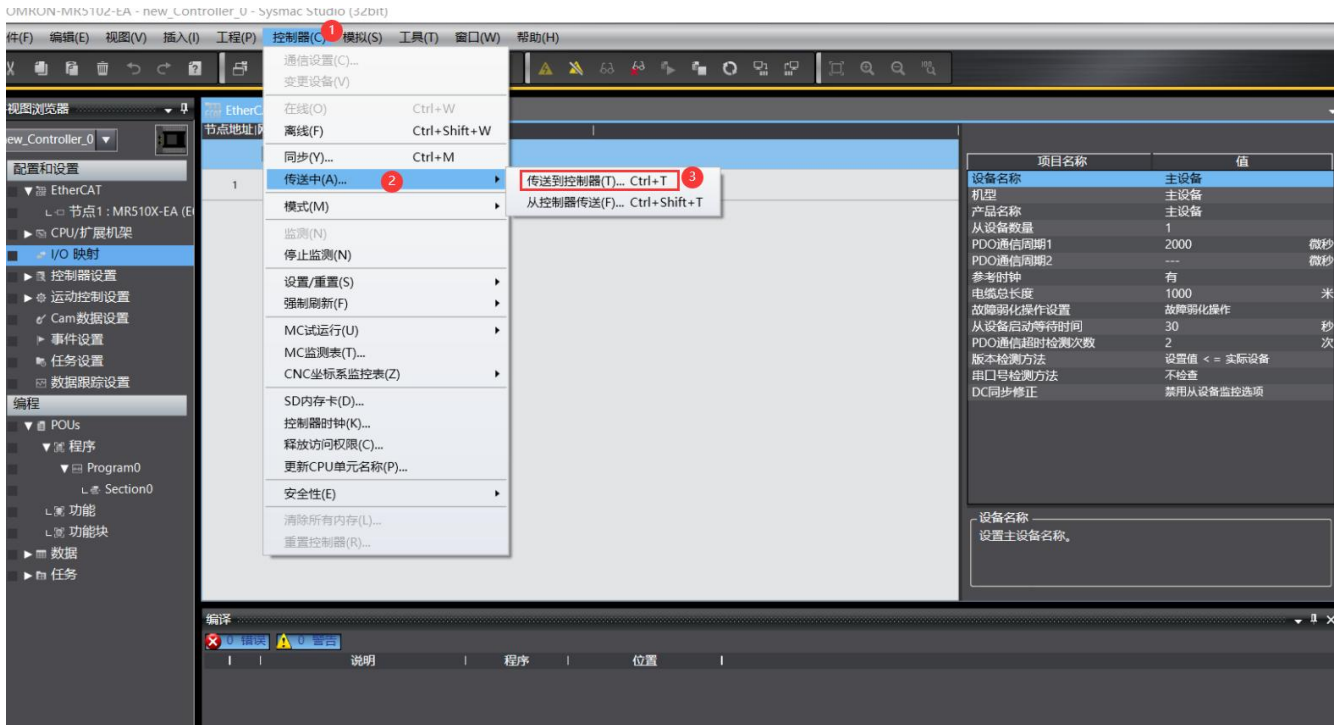 OMRON-MR5102-EA - new_Controller_0 - Sysmac Studio (32bit)
件(F) 编辑(E) 视图(V) 插入(I) 工程(P) 控制器(C) 1 模拟(S) 工具(T) 窗口(W) 帮助(H)
视图浏览器
ew_Controller_0
配置和设置
EtherCAT
节点1 : MR510X-EA (E
CPU/扩展机架
I/O 映射
控制器设置
运动控制设置
Cam数据设置
事件设置
任务设置
数据跟踪设置
编程
POUs
程序
Program0
Section0
功能
功能块
数据
任务
EtherC
节点地址
1
通信设置(C)...
变更设备(V)
在线(O) Ctrl+W
离线(F) Ctrl+Shift+W
同步(Y)... Ctrl+M
传送中(A)... 2
模式(M)
监测(N)
停止监测(N)
设置/重置(S)
强制刷新(F)
MC试运行(U)
MC监测表(T)...
CNC坐标系监控表(Z)
SD内存卡(D)...
控制器时钟(K)...
释放访问权限(C)...
更新CPU单元名称(P)...
安全性(E)
清除所有内存(L)...
重置控制器(R)...
传送到控制器(T)... Ctrl+T 3
从控制器传送(F)... Ctrl+Shift+T
项目名称 值
设备名称 主设备
机型 主设备
产品名称 主设备
从设备数量 1
PDO通信周期1 2000 微秒
PDO通信周期2 --- 微秒
参考时钟 有
电缆总长度 1000 米
故障弱化操作设置 故障弱化操作
从设备启动等待时间 30 秒
PDO通信超时检测次数 2 次
版本检测方法 设置值 < = 实际设备
串口号检测方法 不检查
DC同步修正 禁用从设备监控选项
设备名称
设置主设备名称。
编译
0 错误 0 警告
说明 程序 位置